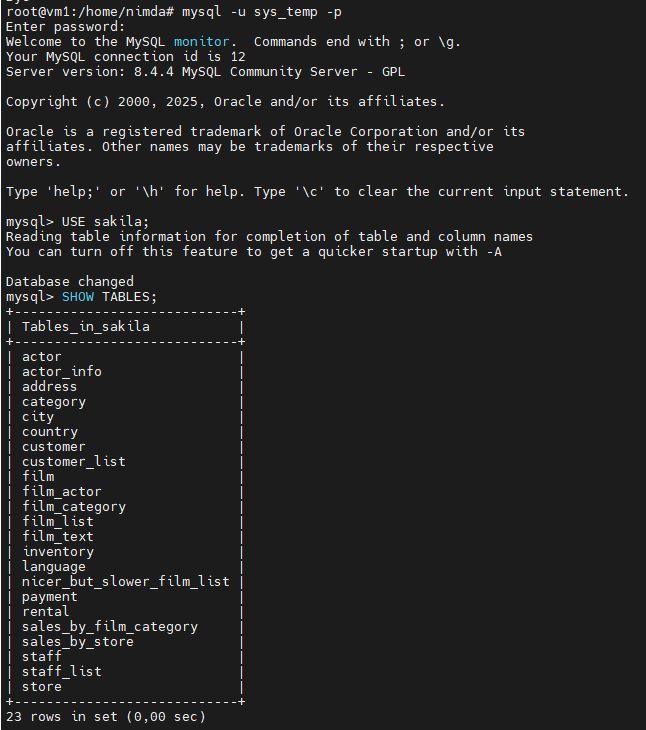 root@vm1:/home/nimda# mysql -u sys_temp -p
Enter password:
Welcome to the MySQL monitor.  Commands end with ; or \g.
Your MySQL connection id is 12
Server version: 8.4.4 MySQL Community Server - GPL

Copyright (c) 2000, 2025, Oracle and/or its affiliates.

Oracle is a registered trademark of Oracle Corporation and/or its
affiliates. Other names may be trademarks of their respective
owners.

Type 'help;' or '\h' for help. Type '\c' to clear the current input statement.

mysql> USE sakila;
Reading table information for completion of table and column names
You can turn off this feature to get a quicker startup with -A

Database changed
mysql> SHOW TABLES;
+----------------------------+
| Tables_in_sakila           |
+----------------------------+
| actor                      |
| actor_info                 |
| address                    |
| category                   |
| city                       |
| country                    |
| customer                   |
| customer_list              |
| film                       |
| film_actor                 |
| film_category              |
| film_list                  |
| film_text                  |
| inventory                  |
| language                   |
| nicer_but_slower_film_list |
| payment                    |
| rental                     |
| sales_by_film_category     |
| sales_by_store             |
| staff                      |
| staff_list                 |
| store                      |
+----------------------------+
23 rows in set (0,00 sec)